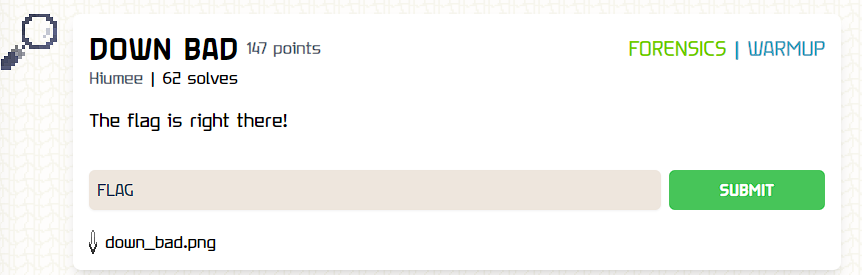 DOWN BAD 147 points FORENSICS | WARMUP
Hiumee | 62 solves
The flag is right there!
FLAG SUBMIT
down_bad.png